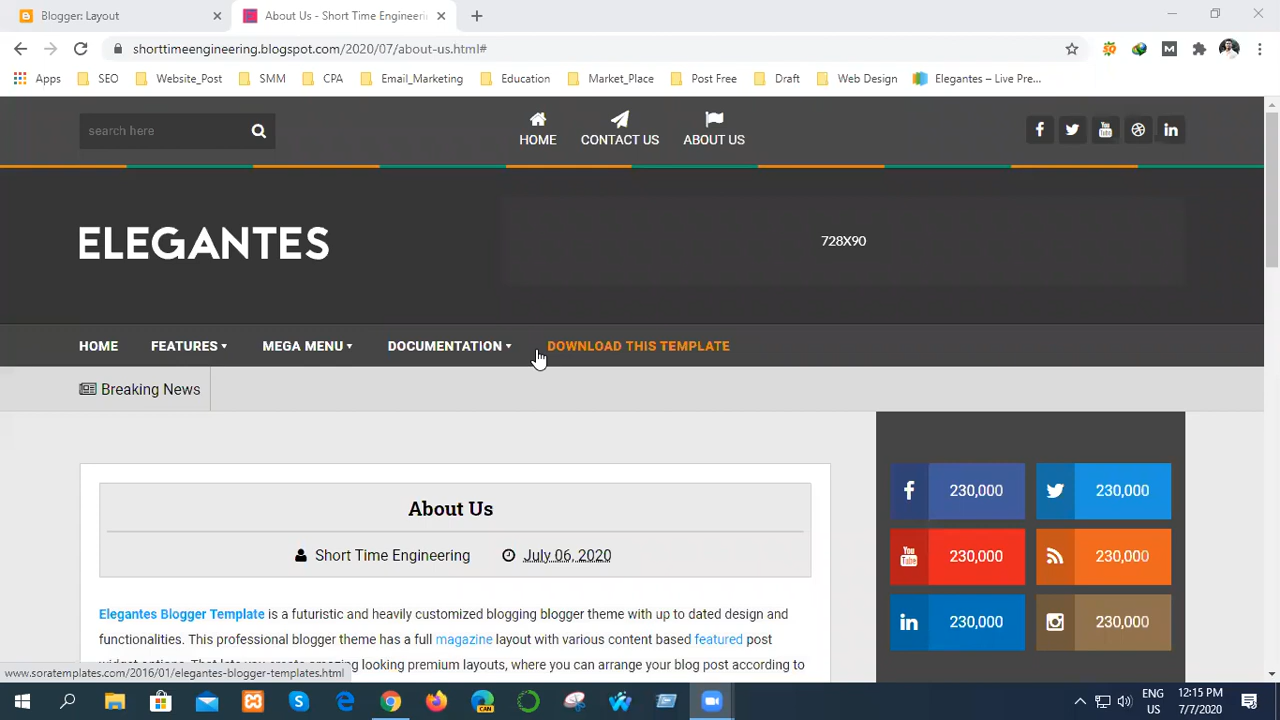 Blogger: Layout
About Us - Short Time Engineerin
shorttimeengineering.blogspot.com/2020/07/about-us.html#
Apps SEO Website_Post SMM CPA Email_Marketing Education Market_Place Post Free Draft Web Design Elegantes – Live Pre...
search here
HOME CONTACT US ABOUT US
ELEGANTES
728X90
HOME FEATURES MEGA MENU DOCUMENTATION DOWNLOAD THIS TEMPLATE
Breaking News
About Us
Short Time Engineering July 06, 2020
230,000 230,000
You Tube 230,000 230,000
230,000 230,000
Elegantes Blogger Template is a futuristic and heavily customized blogging blogger theme with up to dated design and
functionalities. This professional blogger theme has a full magazine layout with various content based featured post
looking premium layouts, where you can arrange your blog post according to
www.soratemplates.com/2016/01/elegantes-blogger-templates.html
ENG
US
12:15 PM
7/7/2020